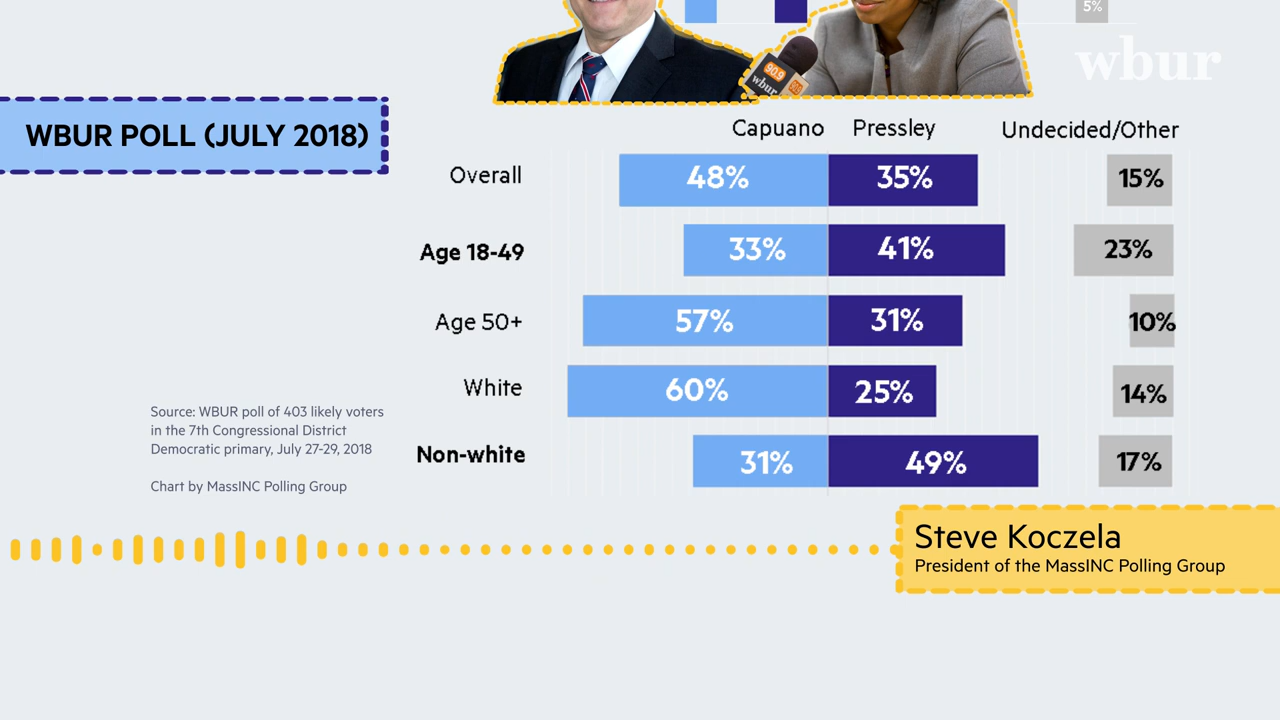 5%
wbur
90.9
wbur
WBUR POLL (JULY 2018)
Capuano Pressley Undecided/Other
Overall 48% 35% 15%
Age 18-49 33% 41% 23%
Age 50+ 57% 31% 10%
White 60% 25% 14%
Non-white 31% 49% 17%
Source: WBUR poll of 403 likely voters
in the 7th Congressional District
Democratic primary, July 27-29, 2018
Chart by MassINC Polling Group
Steve Koczela
President of the MassINC Polling Group